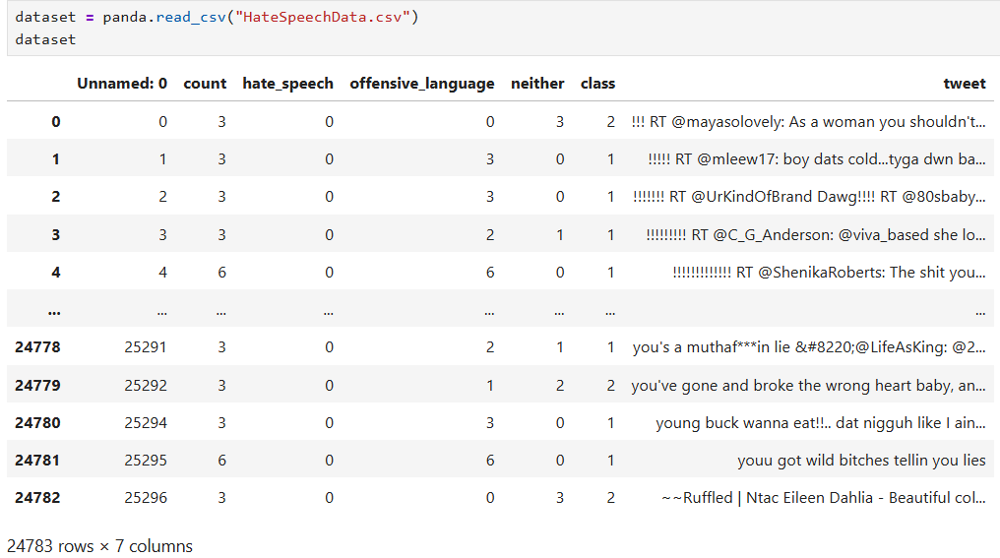 dataset = panda.read_csv("HateSpeechData.csv")
dataset
Unnamed: 0 count hate_speech offensive_language neither class tweet
0 0 3 0 0 3 2 !!! RT @mayasolovely: As a woman you shouldn't...
1 1 3 0 3 0 1 !!!!! RT @mleew17: boy dats cold...tyga dwn ba...
2 2 3 0 3 0 1 !!!!!!! RT @UrKindOfBrand Dawg!!!! RT @80sbaby...
3 3 3 0 2 1 1 !!!!!!!!! RT @C_G_Anderson: @viva_based she lo...
4 4 6 0 6 0 1 !!!!!!!!!!!!! RT @ShenikaRoberts: The shit you...
... ... ... ... ... ... ... ...
24778 25291 3 0 2 1 1 you's a muthaf***in lie &#8220;@LifeAsKing: @2...
24779 25292 3 0 1 2 2 you've gone and broke the wrong heart baby, an...
24780 25294 3 0 3 0 1 young buck wanna eat!!.. dat nigguh like I ain...
24781 25295 6 0 6 0 1 youu got wild bitches tellin you lies
24782 25296 3 0 0 3 2 ~~Ruffled | Ntac Eileen Dahlia - Beautiful col...
24783 rows × 7 columns